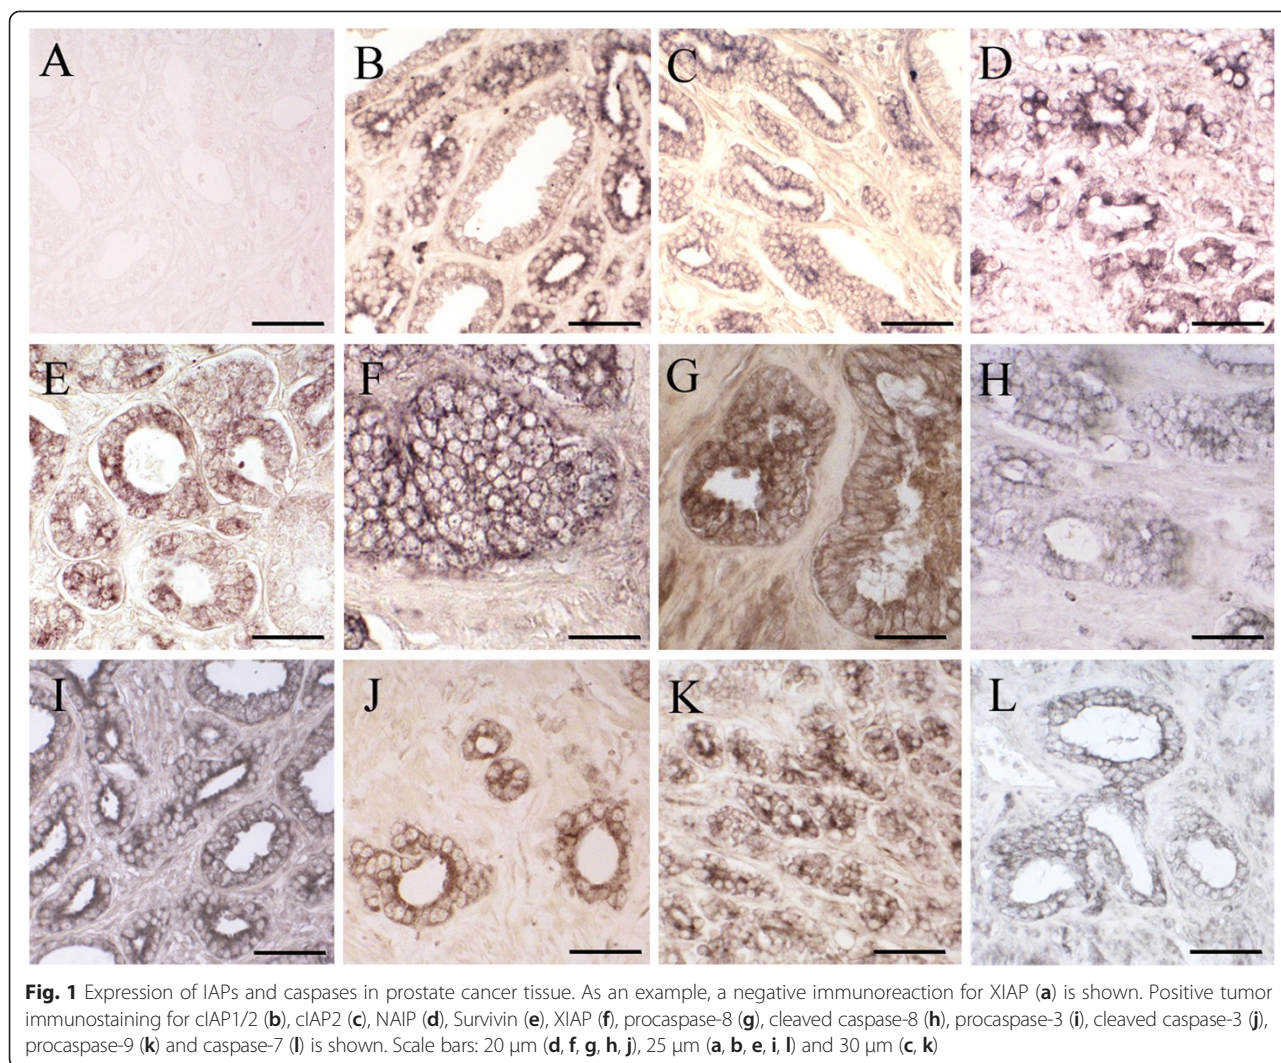 A
B
C
D
E
F
G
H
I
J
K
L
Fig. 1 Expression of IAPs and caspases in prostate cancer tissue. As an example, a negative immunoreaction for XIAP (a) is shown. Positive tumor
immunostaining for cIAP1/2 (b), cIAP2 (c), NAIP (d), Survivin (e), XIAP (f), procaspase-8 (g), cleaved caspase-8 (h), procaspase-3 (i), cleaved caspase-3 (j),
procaspase-9 (k) and caspase-7 (l) is shown. Scale bars: 20 μm (d, f, g, h, j), 25 μm (a, b, e, i, l) and 30 μm (c, k)